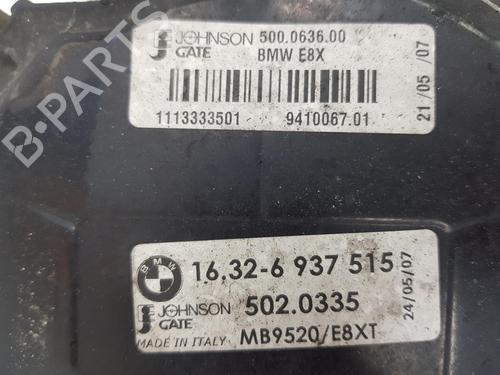 JOHNSON 500.0636.00
GATE BMW E8X
1113333501 9410067.01
21/05/07
BMW
16.32-6 937 515
JOHNSON 502.0335
GATE
MADE IN ITALY MB9520/E8XT
24/05/07
B-PARTS